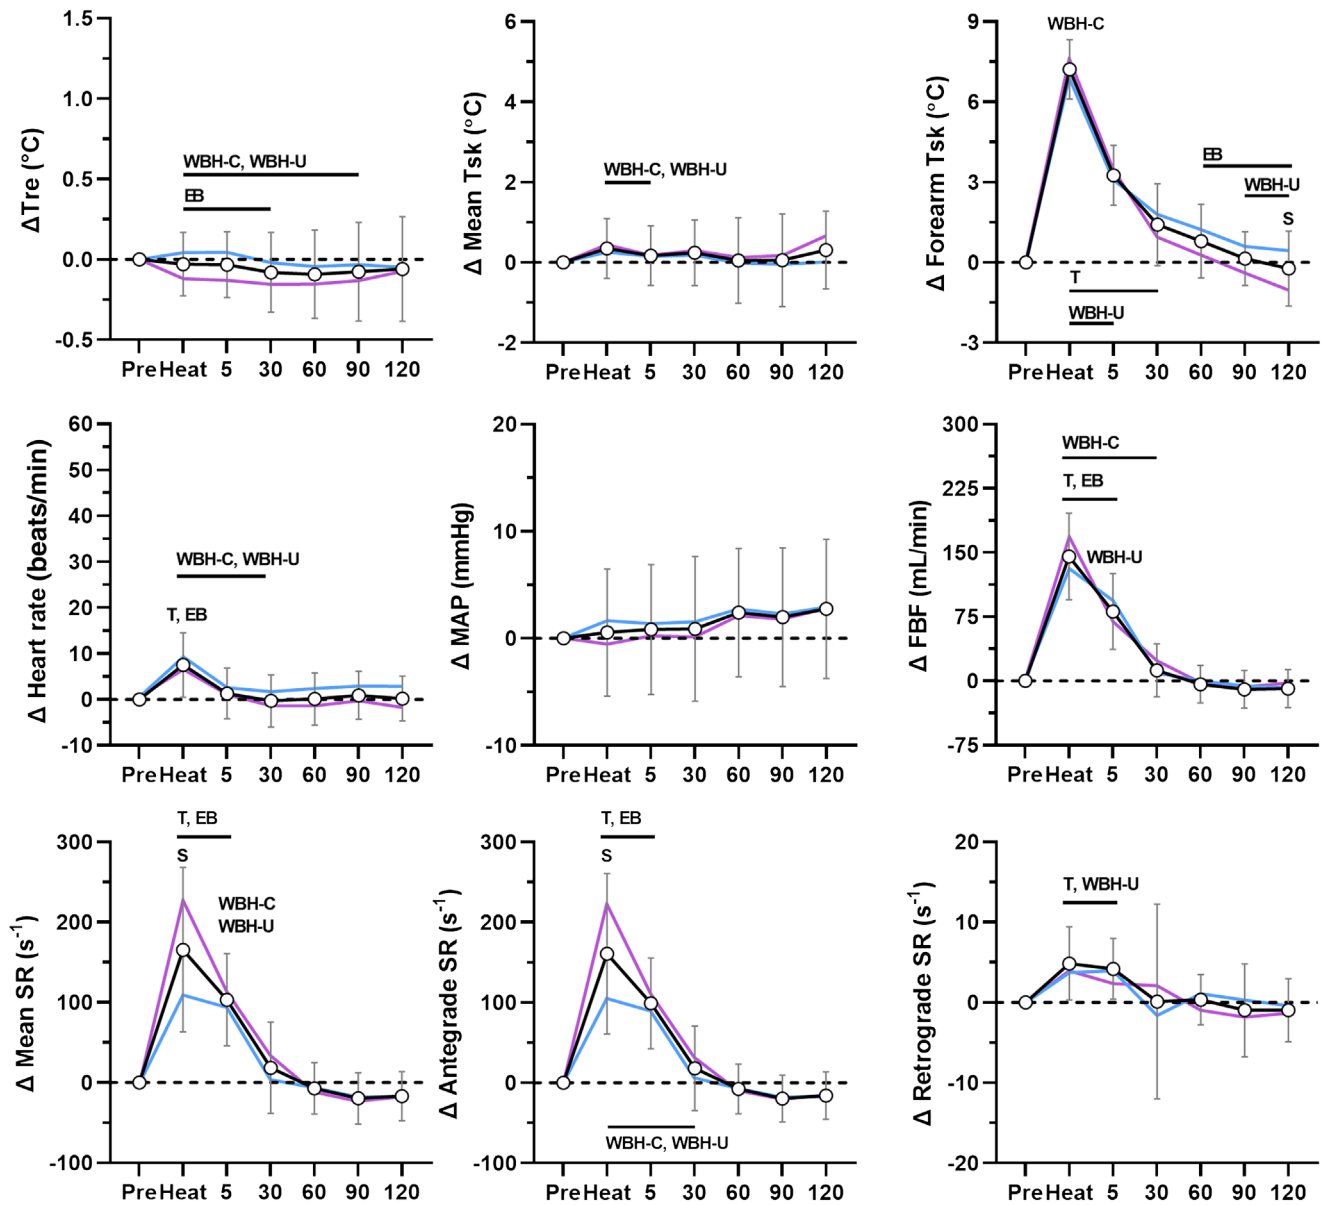 1.5
1.0
0.5
0.0
-0.5
ΔTre (°C)
WBH-C, WBH-U
EB
Pre Heat 5 30 60 90 120
6
4
2
0
-2
Δ Mean Tsk (°C)
WBH-C, WBH-U
Pre Heat 5 30 60 90 120
9
6
3
0
-3
Δ Forearm Tsk (°C)
WBH-C
EB
WBH-U
S
T
WBH-U
Pre Heat 5 30 60 90 120
60
50
40
30
20
10
0
-10
Δ Heart rate (beats/min)
WBH-C, WBH-U
T, EB
Pre Heat 5 30 60 90 120
20
10
0
-10
Δ MAP (mmHg)
Pre Heat 5 30 60 90 120
300
225
150
75
0
-75
Δ FBF (mL/min)
WBH-C
T, EB
WBH-U
Pre Heat 5 30 60 90 120
300
200
100
0
-100
Δ Mean SR (s⁻¹)
T, EB
S
WBH-C
WBH-U
Pre Heat 5 30 60 90 120
300
200
100
0
-100
Δ Antegrade SR (s⁻¹)
T, EB
S
WBH-C, WBH-U
Pre Heat 5 30 60 90 120
20
10
0
-10
-20
Δ Retrograde SR (s⁻¹)
T, WBH-U
Pre Heat 5 30 60 90 120